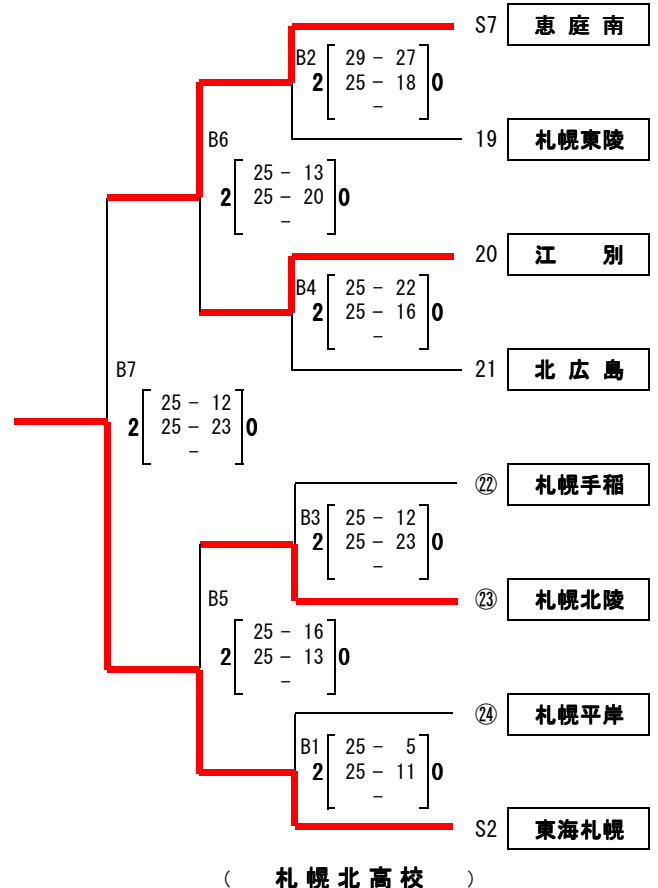 S7 恵庭南
B2
29 - 27
2 25 - 18 0
-
19 札幌東陵
B6
25 - 13
2 25 - 20 0
-
20 江 別
B4
25 - 22
2 25 - 16 0
-
21 北広島
B7
25 - 12
2 25 - 23 0
-
㉒ 札幌手稲
B3
25 - 12
2 25 - 23 0
-
㉓ 札幌北陵
B5
25 - 16
2 25 - 13 0
-
㉔ 札幌平岸
B1
25 - 5
2 25 - 11 0
-
S2 東海札幌
( 札幌北高校 )